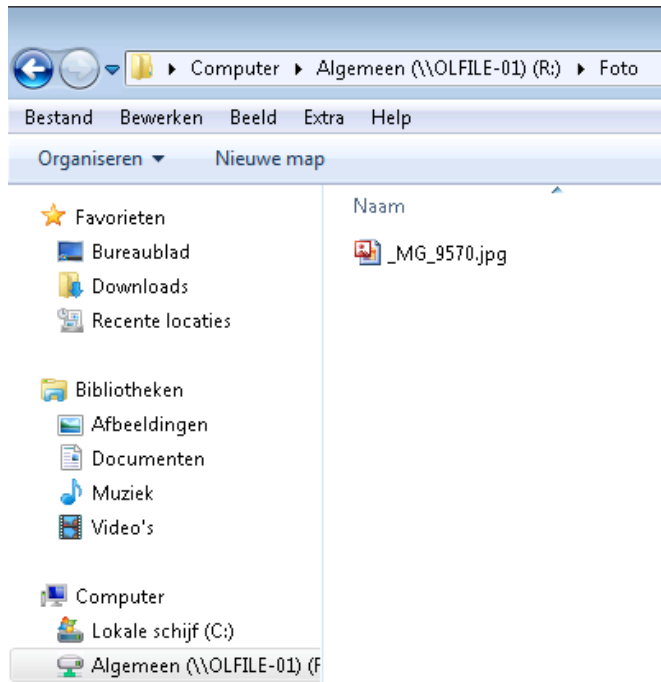 Computer Algemeen (\\OLFILE-01) (R:) Foto
Bestand Bewerken Beeld Extra Help
Organiseren Nieuwe map
Favorieten
Bureaublad
Downloads
Recente locaties
Bibliotheken
Afbeeldingen
Documenten
Muziek
Video's
Computer
Lokale schijf (C:)
Algemeen (\\OLFILE-01) (
Naam
_MG_9570.jpg